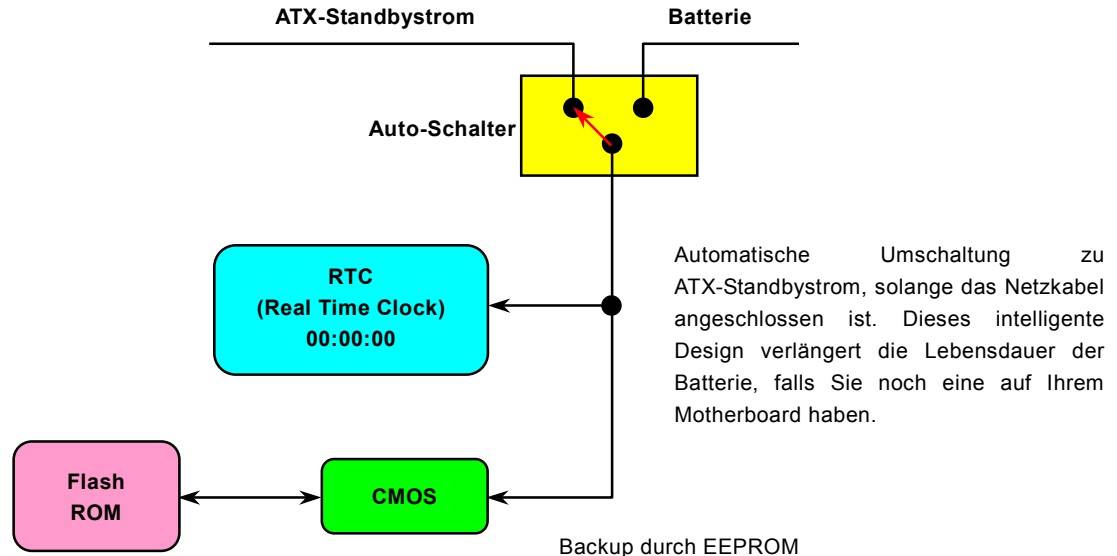 ATX-Standbystrom
Batterie
Auto-Schalter
RTC
(Real Time Clock)
00:00:00
Automatische Umschaltung zu
ATX-Standbystrom, solange das Netzkabel
angeschlossen ist. Dieses intelligente
Design verlängert die Lebensdauer der
Batterie, falls Sie noch eine auf Ihrem
Motherboard haben.
Flash
ROM
CMOS
Backup durch EEPROM